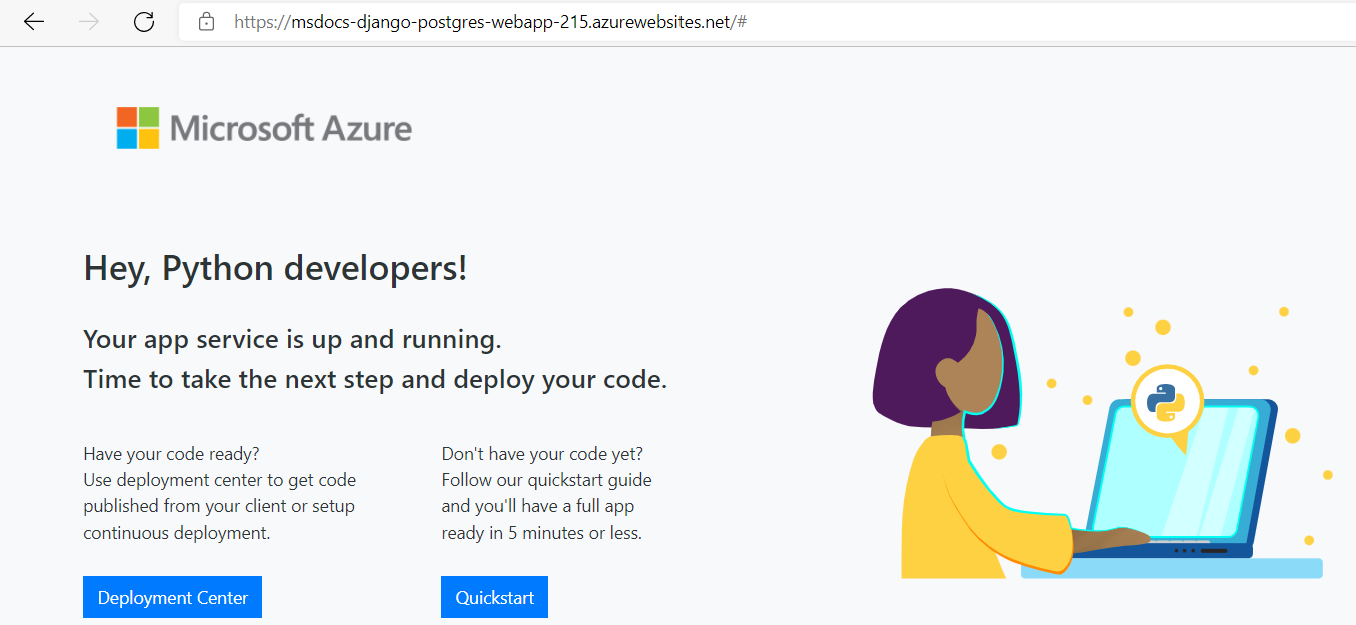 https://msdocs-django-postgres-webapp-215.azurewebsites.net/#
Microsoft Azure
Hey, Python developers!
Your app service is up and running.
Time to take the next step and deploy your code.
Have your code ready?
Use deployment center to get code
published from your client or setup
continuous deployment.
Deployment Center
Don't have your code yet?
Follow our quickstart guide
and you'll have a full app
ready in 5 minutes or less.
Quickstart